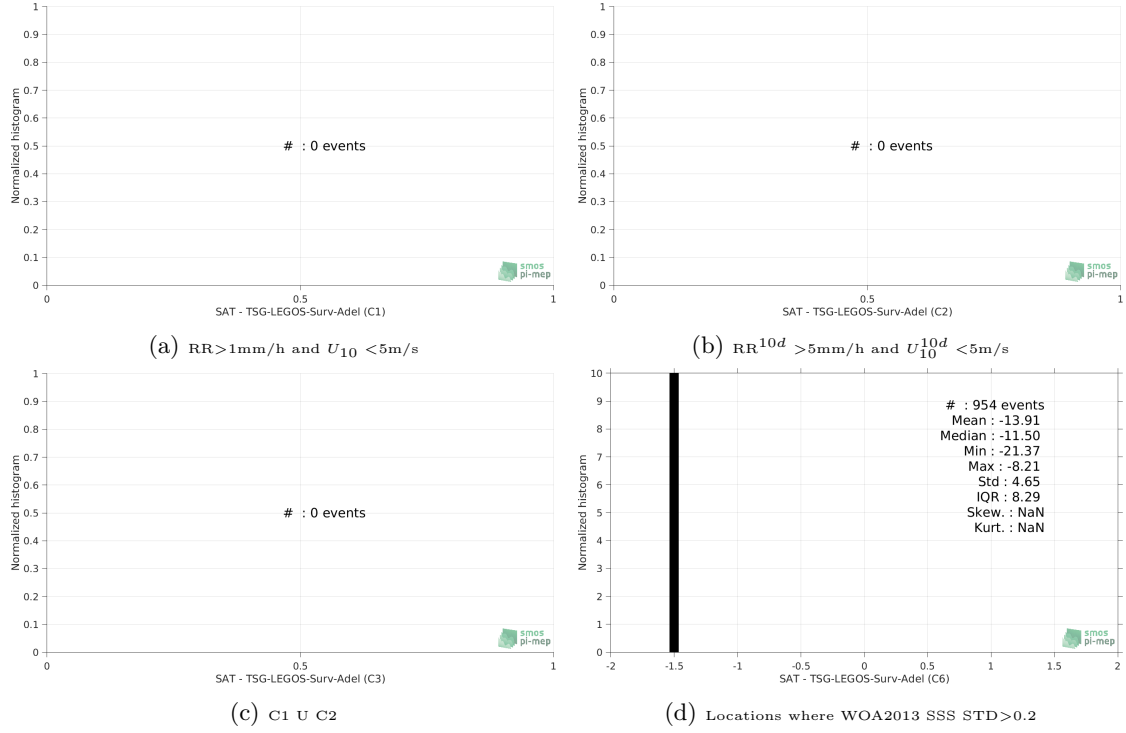 1
0.9
0.8
0.7
0.6
0.5
0.4
0.3
0.2
0.1
0
Normalized histogram
# : 0 events
smos
pi-mep
0 0.5 1
SAT - TSG-LEGOS-Surv-Adel (C1)
(a) RR>1mm/h and U10 <5m/s
1
0.9
0.8
0.7
0.6
0.5
0.4
0.3
0.2
0.1
0
Normalized histogram
# : 0 events
smos
pi-mep
0 0.5 1
SAT - TSG-LEGOS-Surv-Adel (C2)
(b) RR^10d >5mm/h and U10^10d <5m/s
1
0.9
0.8
0.7
0.6
0.5
0.4
0.3
0.2
0.1
0
Normalized histogram
# : 0 events
smos
pi-mep
0 0.5 1
SAT - TSG-LEGOS-Surv-Adel (C3)
(c) C1 U C2
10
9
8
7
6
5
4
3
2
1
0
Normalized histogram
# : 954 events
Mean : -13.91
Median : -11.50
Min : -21.37
Max : -8.21
Std : 4.65
IQR : 8.29
Skew. : NaN
Kurt. : NaN
smos
pi-mep
-2 -1.5 -1 -0.5 0 0.5 1 1.5 2
SAT - TSG-LEGOS-Surv-Adel (C6)
(d) Locations where WOA2013 SSS STD>0.2